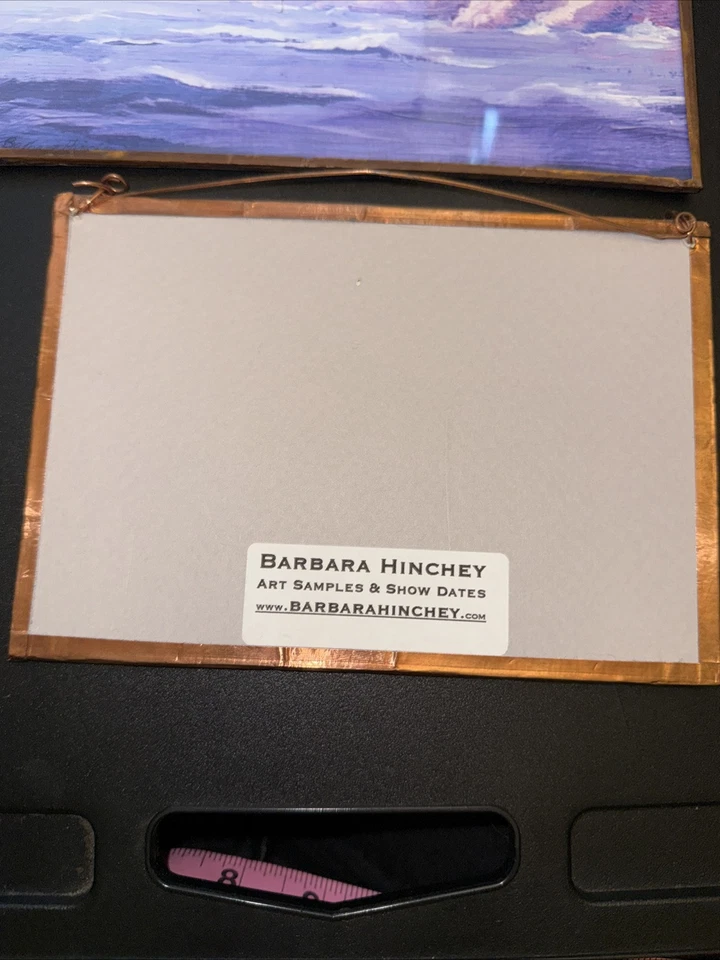 Barbara Hinchey
Art Samples & Show Dates
www.BARBARAHINCHEY.com
8